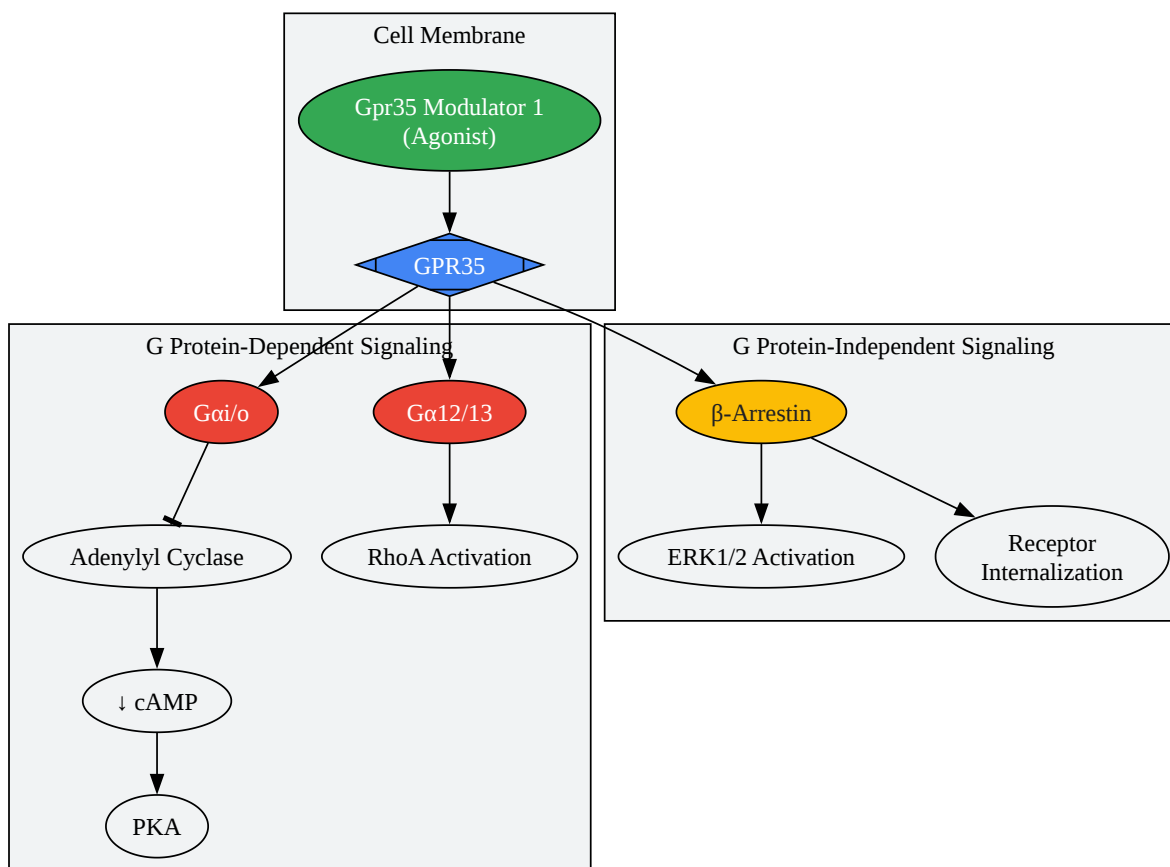 Cell Membrane
Gpr35 Modulator 1
(Agonist)
GPR35
G Protein-Dependent Signaling
G Protein-Independent Signaling
Gαi/o
Gα12/13
β-Arrestin
Adenylyl Cyclase
RhoA Activation
ERK1/2 Activation
Receptor
Internalization
↓ cAMP
PKA